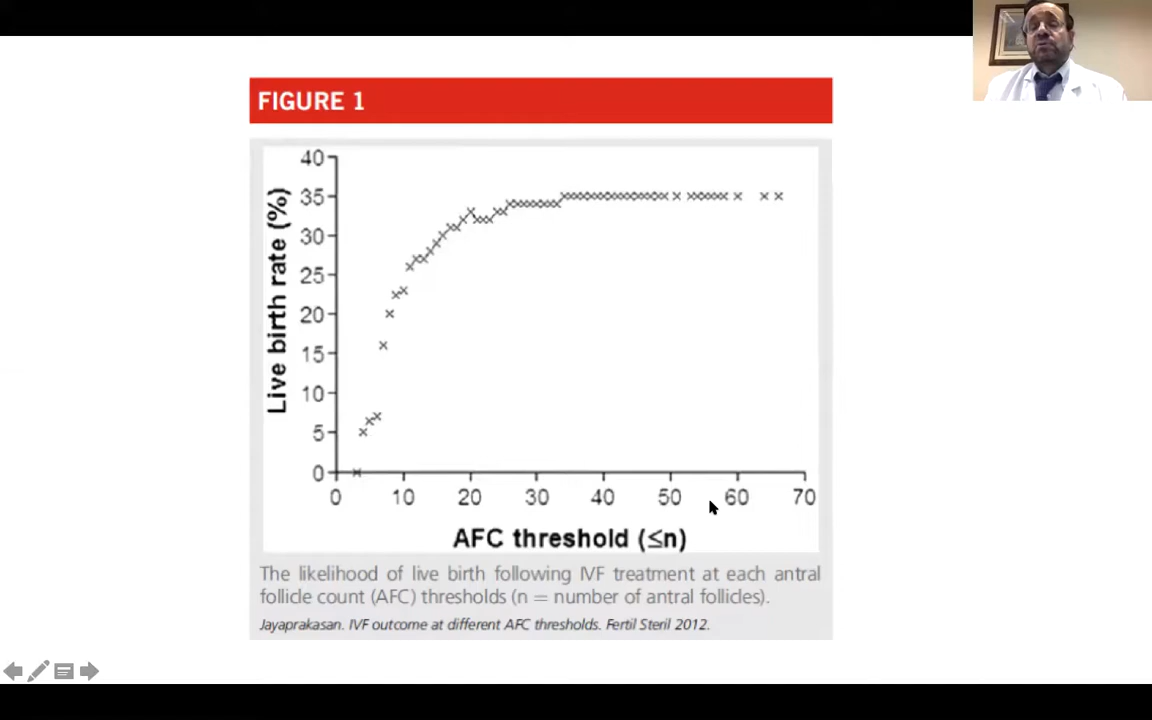 FIGURE 1
40
35
30
25
20
15
10
5
0
Live birth rate (%)
0 10 20 30 40 50 60 70
AFC threshold (≤n)
The likelihood of live birth following IVF treatment at each antral
follicle count (AFC) thresholds (n = number of antral follicles).
Jayaprakasan. IVF outcome at different AFC thresholds. Fertil Steril 2012.